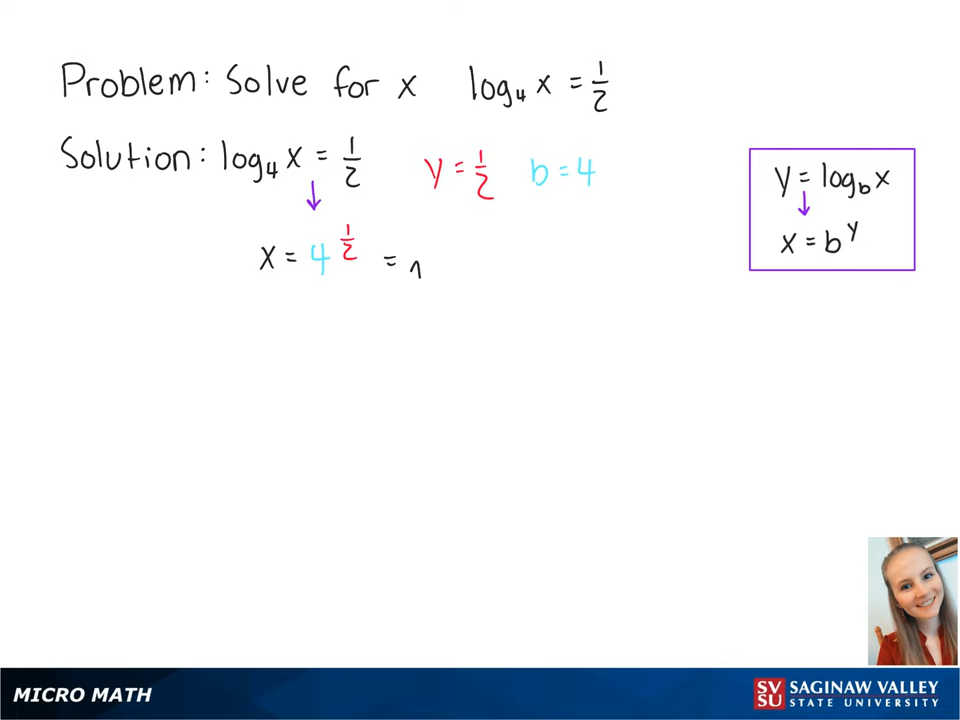 Problem: Solve for x log₄ x = 1/2
Solution: log₄ x = 1/2 y = 1/2 b = 4
x = 4^(1/2) =
y = log_b x
x = b^y
MICRO MATH
SVSU SAGINAW VALLEY STATE UNIVERSITY